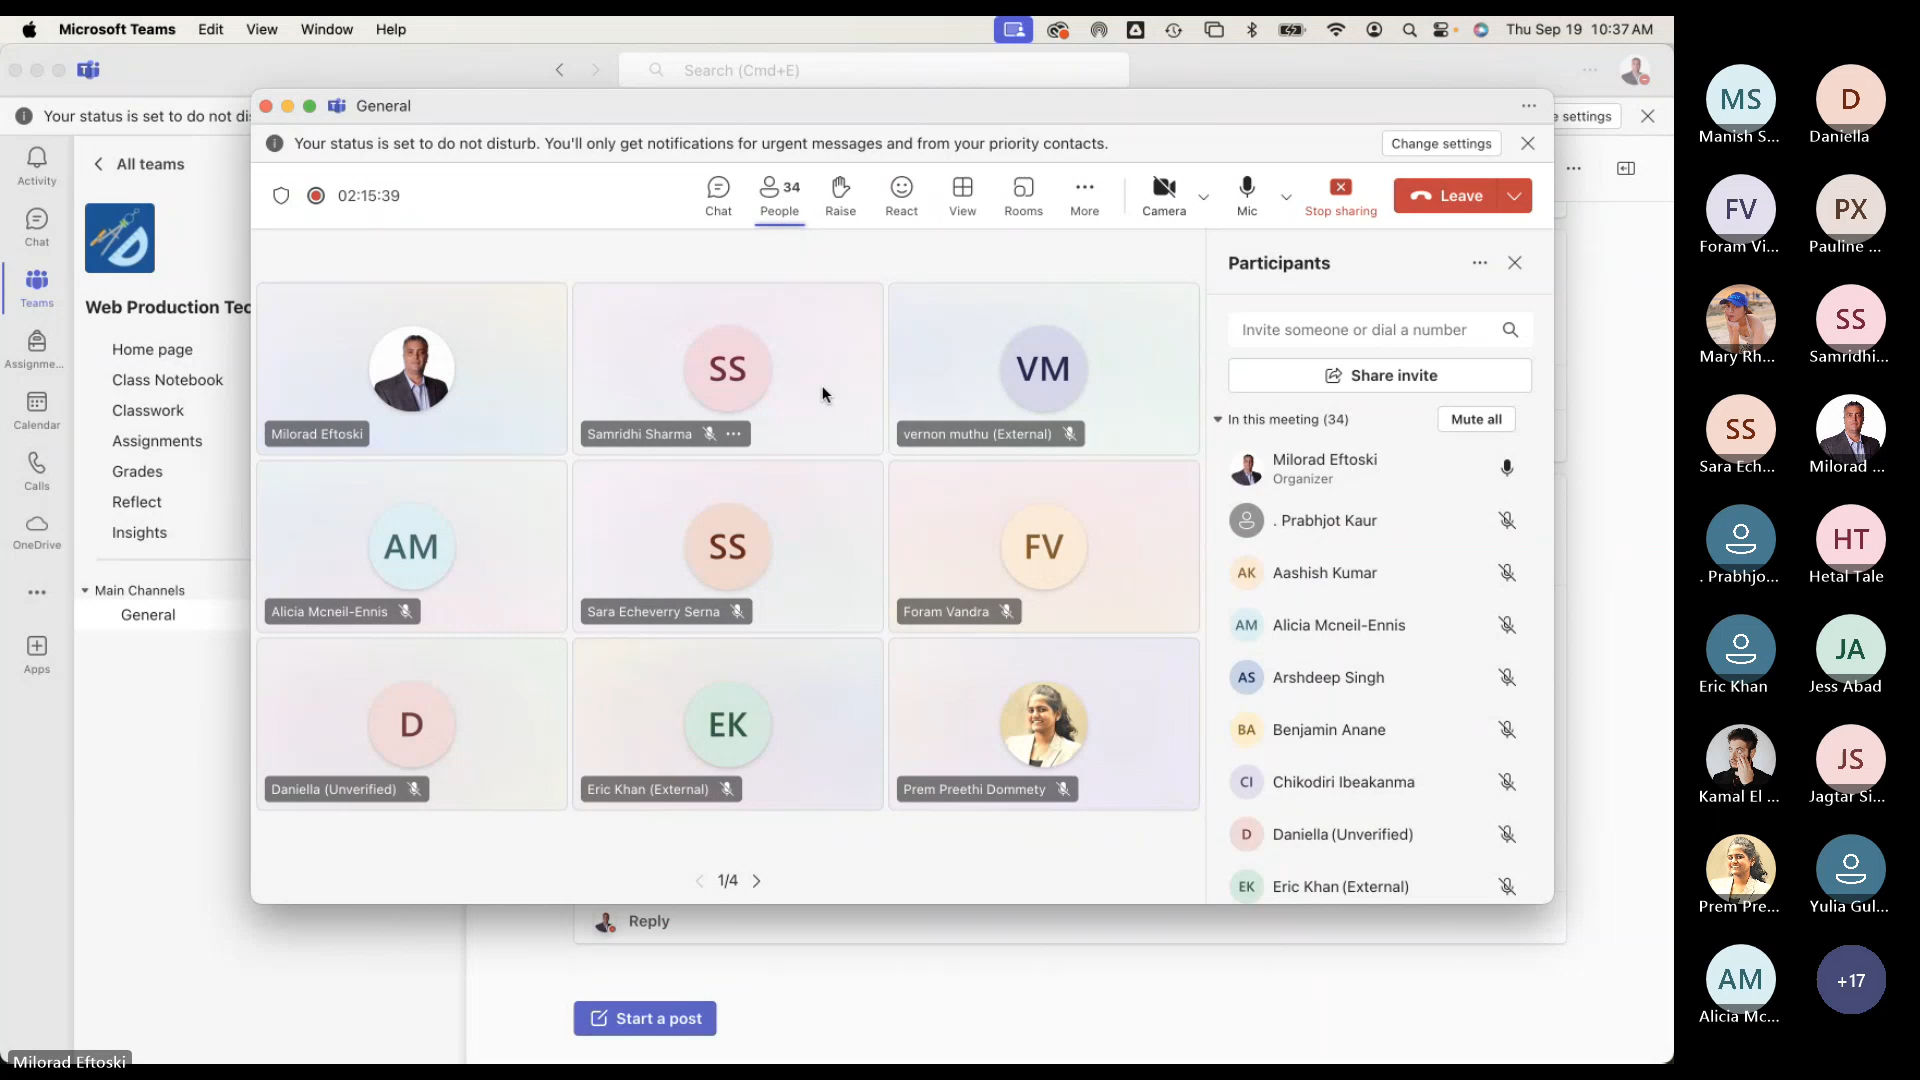 Microsoft Teams Edit View Window Help Thu Sep 19 10:37 AM
Search (Cmd+E)
Your status is set to do not di
e settings
General
Your status is set to do not disturb. You'll only get notifications for urgent messages and from your priority contacts.
Change settings
02:15:39
Chat
34
People
Raise
React
View
Rooms
More
Camera
Mic
Stop sharing
Leave
Activity
Chat
Teams
Assignme...
Calendar
Calls
OneDrive
Apps
All teams
Web Production Tec
Home page
Class Notebook
Classwork
Assignments
Grades
Reflect
Insights
Main Channels
General
Milorad Eftoski
SS
Samridhi Sharma
VM
vernon muthu (External)
AM
Alicia Mcneil-Ennis
SS
Sara Echeverry Serna
FV
Foram Vandra
D
Daniella (Unverified)
EK
Eric Khan (External)
Prem Preethi Dommety
1/4
Participants
Invite someone or dial a number
Share invite
In this meeting (34)
Mute all
Milorad Eftoski
Organizer
. Prabhjot Kaur
AK Aashish Kumar
AM Alicia Mcneil-Ennis
AS Arshdeep Singh
BA Benjamin Anane
CI Chikodiri Ibeakanma
D Daniella (Unverified)
EK Eric Khan (External)
Reply
Start a post
Milorad Eftoski
MS D
Manish S... Daniella
FV PX
Foram Vi... Pauline ...
SS
Mary Rh... Samridhi...
SS
Sara Ech... Milorad ...
HT
. Prabhjo... Hetal Tale
JA
Eric Khan Jess Abad
JS
Kamal El ... Jagtar Si...
Prem Pre... Yulia Gul...
AM +17
Alicia Mc...